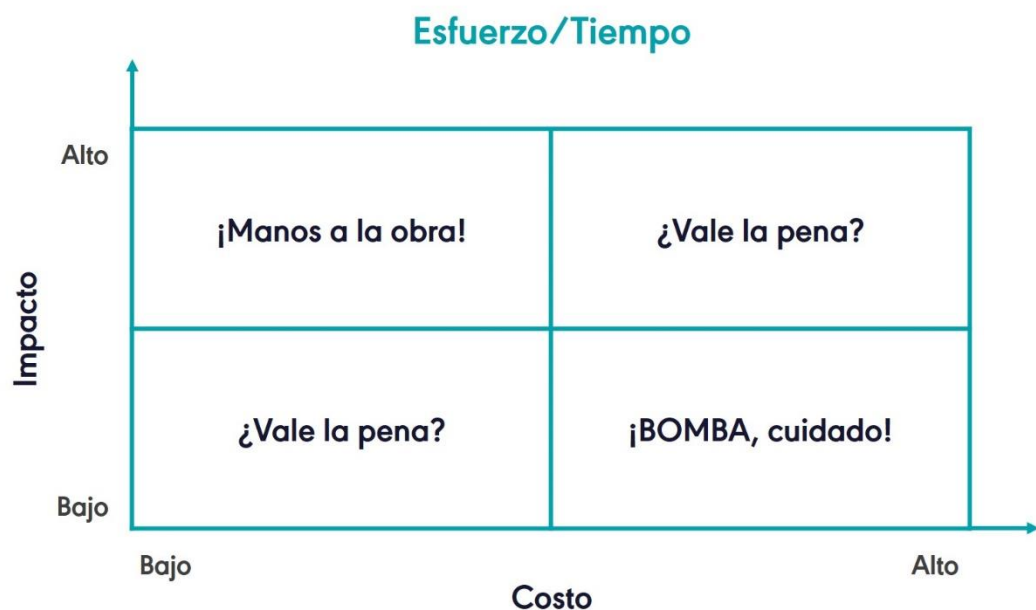 Esfuerzo/Tiempo
Alto
¡Manos a la obra!
¿Vale la pena?
Impacto
¿Vale la pena?
¡BOMBA, cuidado!
Bajo
Bajo
Alto
Costo